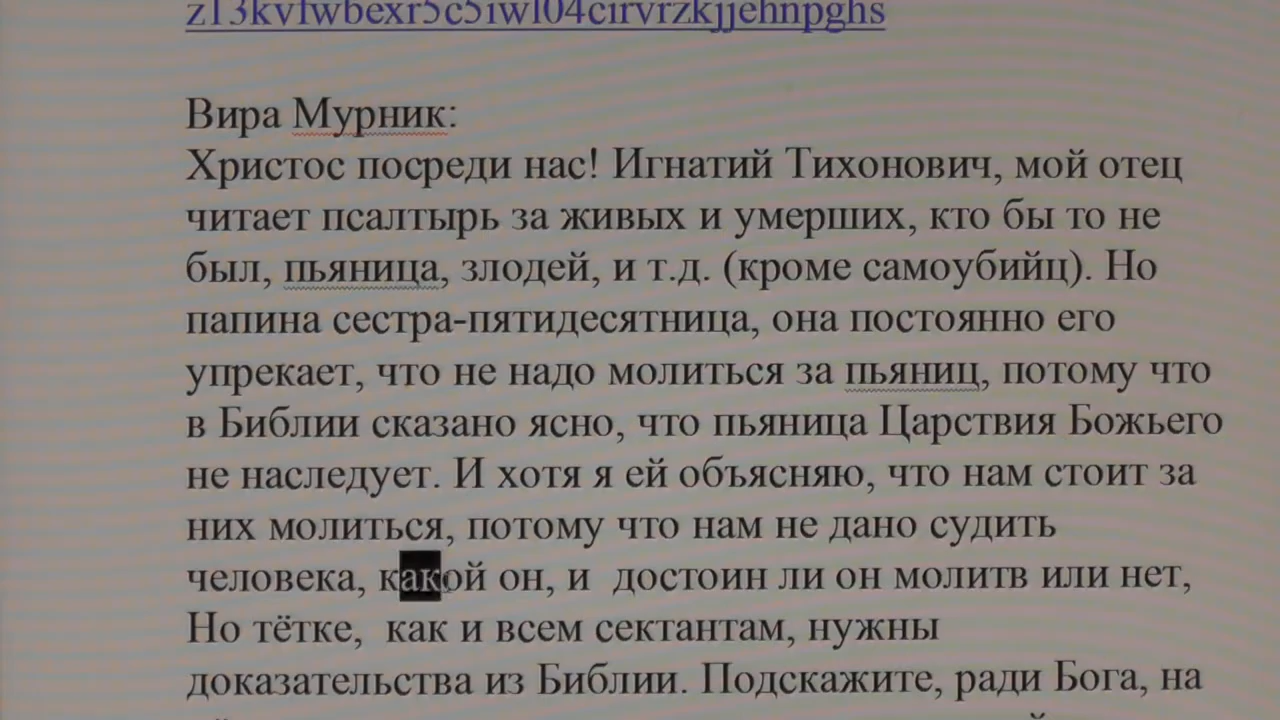 z13kvfwbexr5c5iwl04cirvrzkjjehnpghs
Вира Мурник:
Христос посреди нас! Игнатий Тихонович, мой отец
читает псалтырь за живых и умерших, кто бы то не
был, пьяница, злодей, и т.д. (кроме самоубийц). Но
папина сестра-пятидесятница, она постоянно его
упрекает, что не надо молиться за пьяниц, потому что
в Библии сказано ясно, что пьяница Царствия Божьего
не наследует. И хотя я ей объясняю, что нам стоит за
них молиться, потому что нам не дано судить
человека, какой он, и  достоин ли он молитв или нет,
Но тётке,  как и всем сектантам, нужны
доказательства из Библии. Подскажите, ради Бога, на